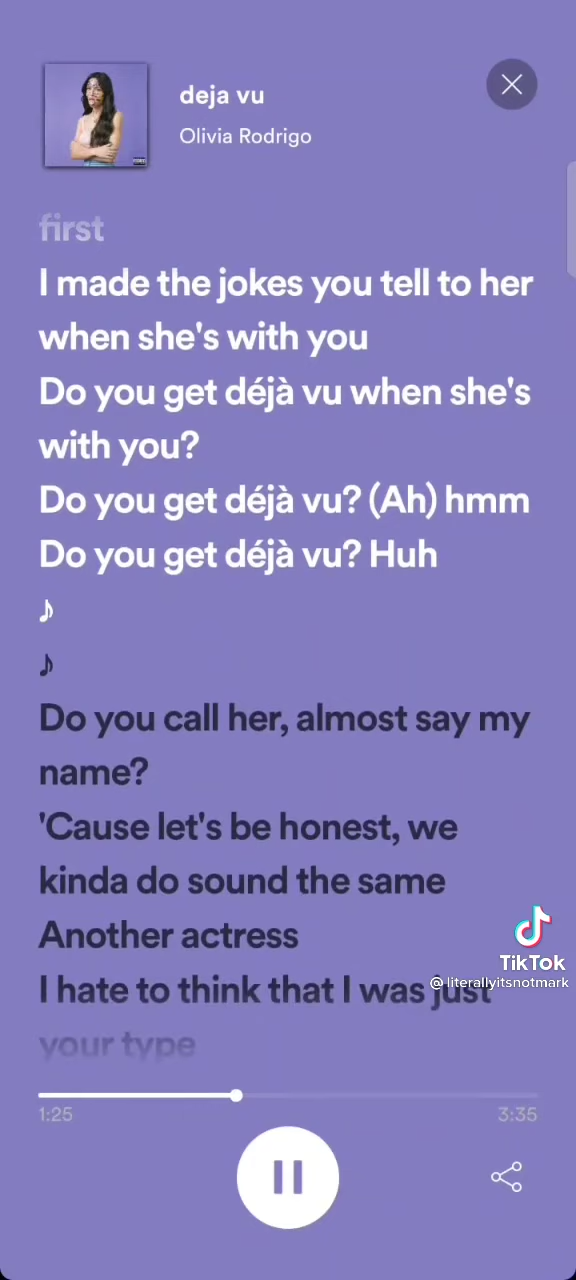 deja vu
Olivia Rodrigo
first
I made the jokes you tell to her
when she's with you
Do you get déjà vu when she's
with you?
Do you get déjà vu? (Ah) hmm
Do you get déjà vu? Huh
♪
♪
Do you call her, almost say my
name?
'Cause let's be honest, we
kinda do sound the same
Another actress
I hate to think that I was just
your type
TikTok
@literallyitsnotmark
1:25
3:35